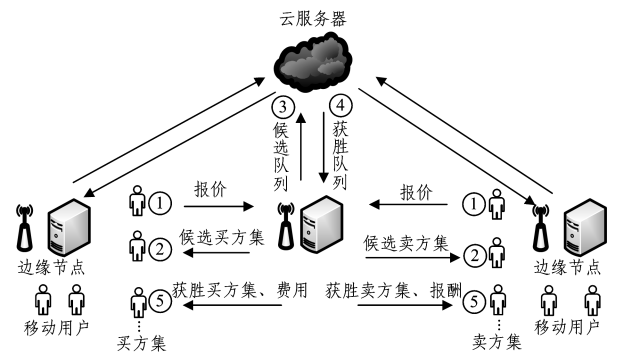 云服务器
③
④
候选队列
获胜队列
①
报价
报价
①
②
候选买方集
候选卖方集
②
边缘节点
边缘节点
⑤
获胜买方集、费用
获胜卖方集、报酬
⑤
移动用户
移动用户
…
买方集
…
卖方集